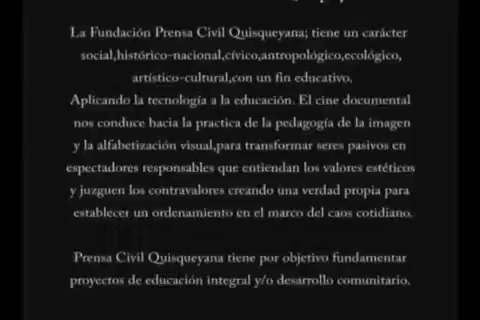 La Fundación Prensa Civil Quisqueyana; tiene un carácter
social,histórico-nacional,cívico,antropológico,ecológico,
artístico-cultural,con un fin educativo.
Aplicando la tecnología a la educación. El cine documental
nos conduce hacia la practica de la pedagogía de la imagen
y la alfabetización visual,para transformar seres pasivos en
espectadores responsables que entiendan los valores estéticos
y juzguen los contravalores creando una verdad propia para
establecer un ordenamiento en el marco del caos cotidiano.
Prensa Civil Quisqueyana tiene por objetivo fundamentar
proyectos de educación integral y/o desarrollo comunitario.